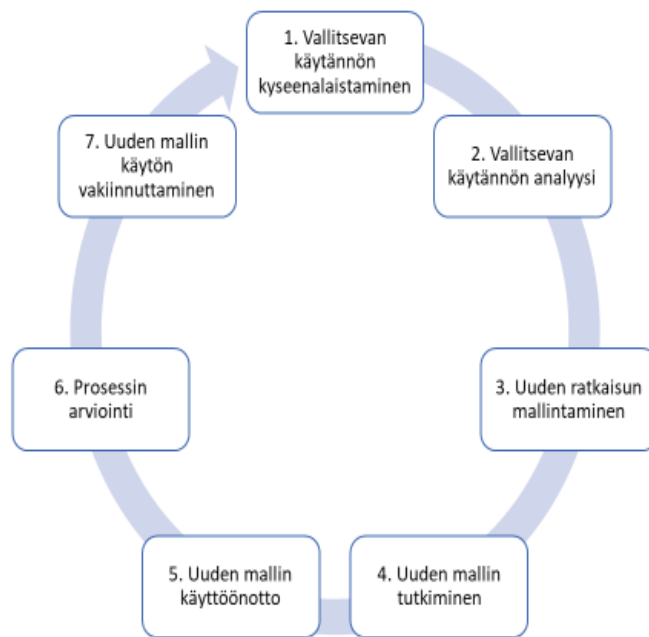 1. Vallitsevan
käytännön
kyseenalaistaminen
2. Vallitsevan
käytännön analyysi
3. Uuden ratkaisun
mallintaminen
4. Uuden mallin
tutkiminen
5. Uuden mallin
käyttöönotto
6. Prosessin
arviointi
7. Uuden mallin
käytön
vakiinnuttaminen